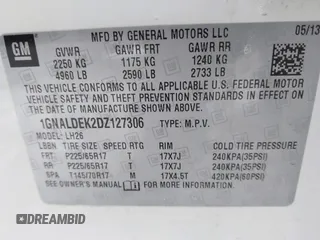 GM
MFD BY GENERAL MOTORS LLC 05/13
GVWR GAWR FRT GAWR RR
2250 KG 1175 KG 1240 KG
4960 LB 2590 LB 2733 LB
THIS VEHICLE CONFORMS TO ALL APPLICABLE U.S. FEDERAL MOTOR
VEHICLE SAFETY, BUMPER, AND THEFT PREVENTION STANDARDS IN
EFFECT ON THE DATE OF MANUFACTURE SHOWN ABOVE.
1GNALDEK2DZ127306 TYPE: M.P.V.
1LH26
TIRE SIZE SPEED RTG RIM COLD TIRE PRESSURE
FRT P225/65R17 T 17X7J 240KPA(35PSI)
RR P225/65R17 T 17X7J 240KPA(35PSI)
SPA T145/70R17 M 17X4.5T 420KPA(60PSI)
SEE OWNER'S MANUAL FOR ADDITIONAL INFORMATION
DREAMBID